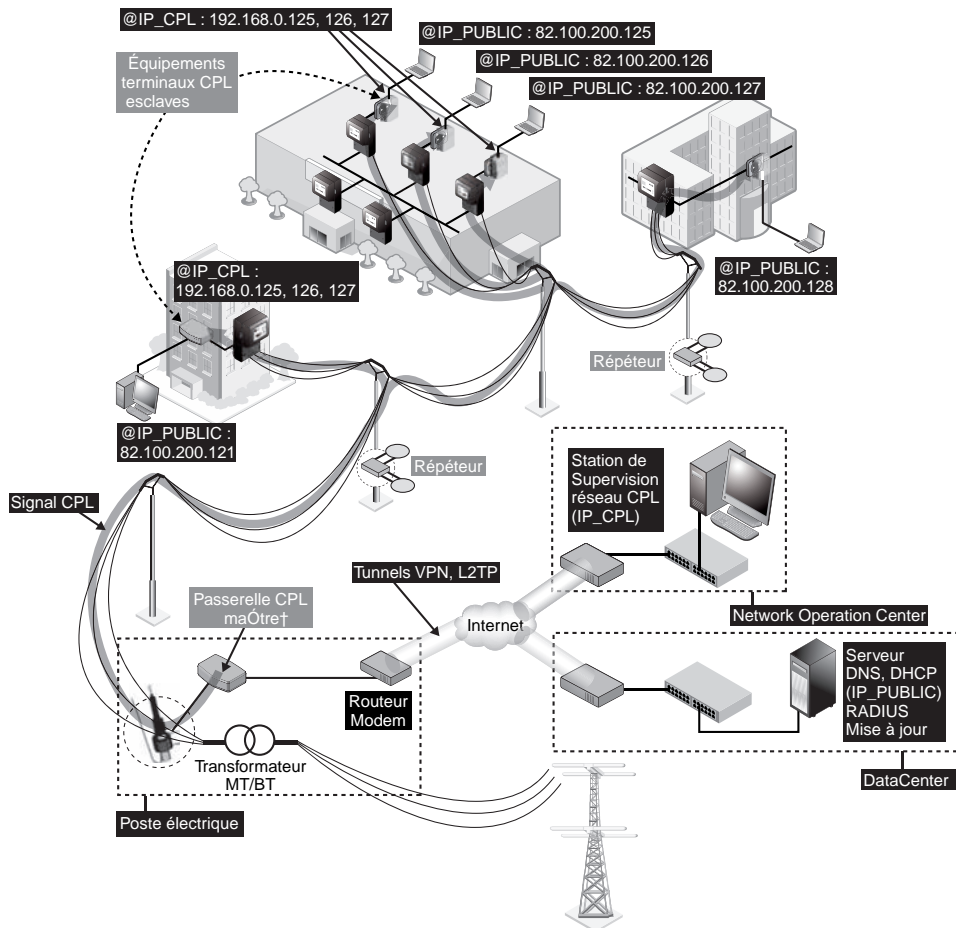 @IP_CPL : 192.168.0.125, 126, 127
@IP_PUBLIC : 82.100.200.125
@IP_PUBLIC : 82.100.200.126
@IP_PUBLIC : 82.100.200.127
Équipements
terminaux CPL
esclaves
@IP_CPL :
192.168.0.125, 126, 127
@IP_PUBLIC :
82.100.200.128
Répéteur
@IP_PUBLIC :
82.100.200.121
Répéteur
Signal CPL
Station de
Supervision
réseau CPL
(IP_CPL)
Tunnels VPN, L2TP
Passerelle CPL
maÓtre†
Internet
Network Operation Center
Routeur
Modem
Serveur
DNS, DHCP
(IP_PUBLIC)
RADIUS
Mise à jour
Transformateur
MT/BT
DataCenter
Poste électrique